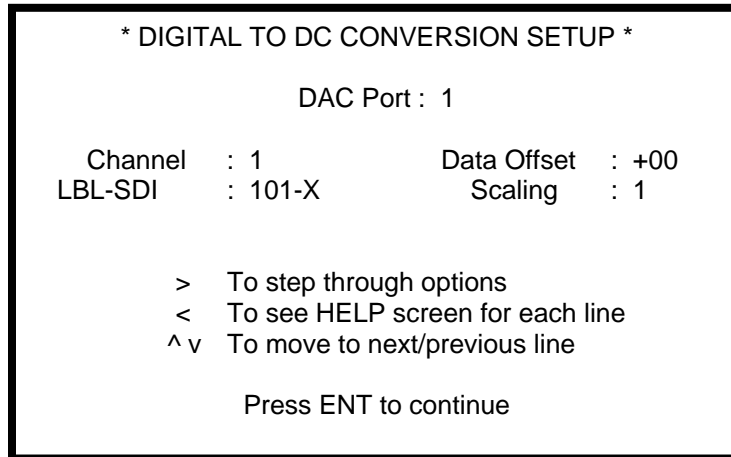 * DIGITAL TO DC CONVERSION SETUP *
DAC Port : 1
Channel : 1 Data Offset : +00
LBL-SDI : 101-X Scaling : 1
> To step through options
< To see HELP screen for each line
^ v To move to next/previous line
Press ENT to continue